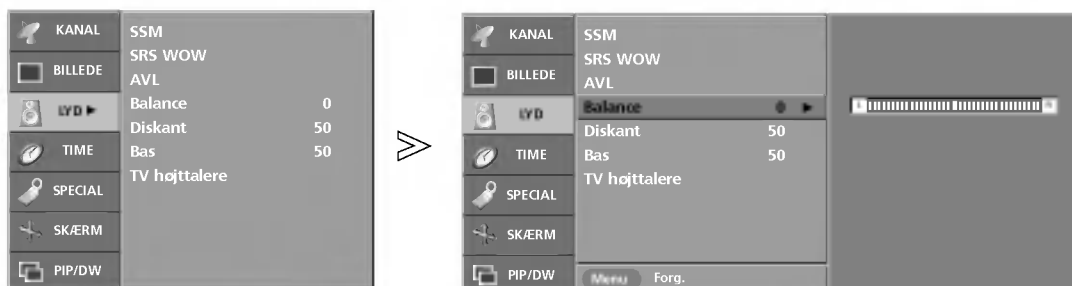 KANAL
BILLEDE
LYD ►
TIME
SPECIAL
SKÆRM
PIP/DW
SSM
SRS WOW
AVL
Balance 0
Diskant 50
Bas 50
TV højttalere
KANAL
BILLEDE
LYD
TIME
SPECIAL
SKÆRM
PIP/DW
SSM
SRS WOW
AVL
Balance 0 ►
Diskant 50
Bas 50
TV højttalere
Menu Forg.